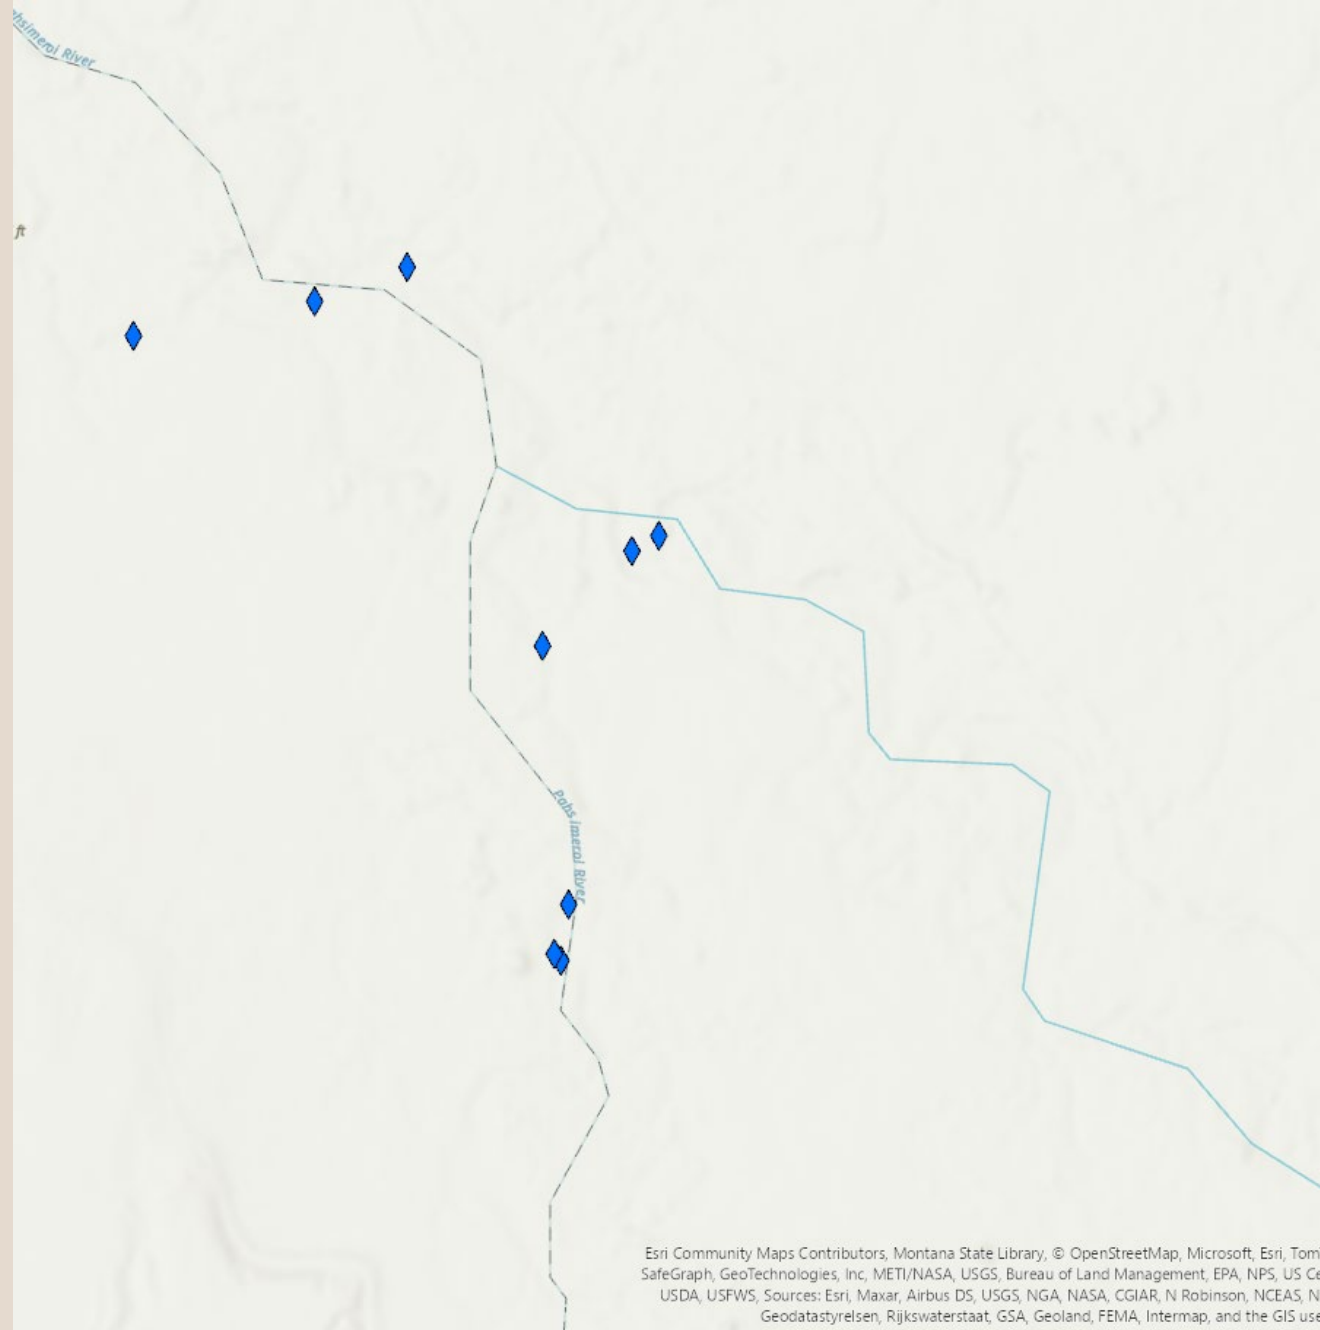 hsimeroi River
ft
Pahsimeroi River
Esri Community Maps Contributors, Montana State Library, © OpenStreetMap, Microsoft, Esri, Tom
SafeGraph, GeoTechnologies, Inc, METI/NASA, USGS, Bureau of Land Management, EPA, NPS, US Ce
USDA, USFWS, Sources: Esri, Maxar, Airbus DS, USGS, NGA, NASA, CGIAR, N Robinson, NCEAS, N
Geodatastyrelsen, Rijkswaterstaat, GSA, Geoland, FEMA, Intermap, and the GIS use